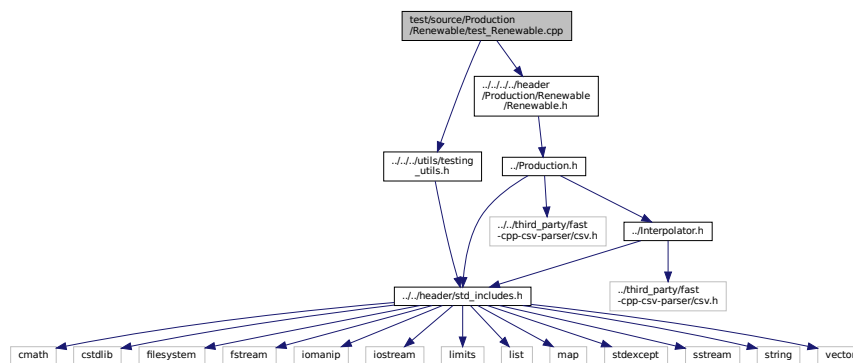 test/source/Production
/Renewable/test_Renewable.cpp
../../../../header
/Production/Renewable
/Renewable.h
../../../utils/testing
_utils.h
../Production.h
../../third_party/fast
-cpp-csv-parser/csv.h
../Interpolator.h
../third_party/fast
-cpp-csv-parser/csv.h
../../header/std_includes.h
cmath
cstdlib
filesystem
fstream
iomanip
iostream
limits
list
map
stdexcept
sstream
string
vecto